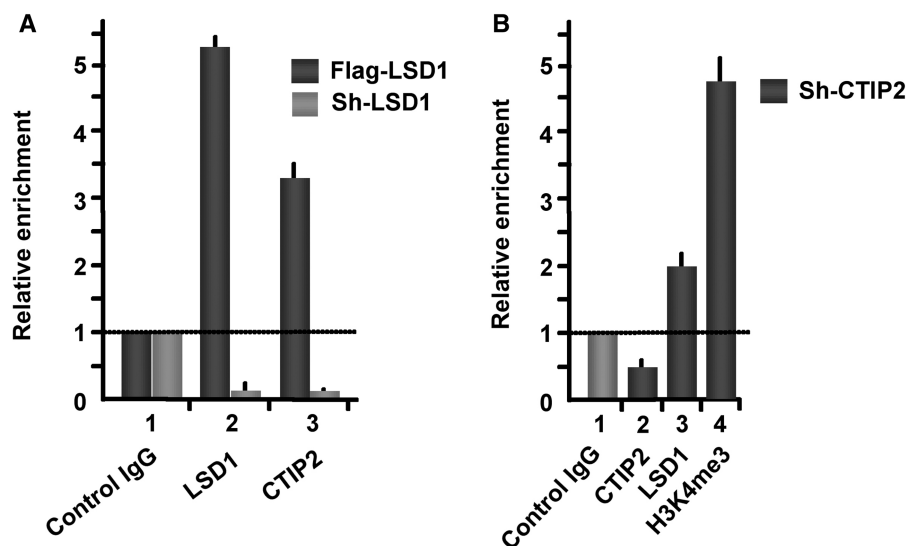 A
Relative enrichment
5
4
3
2
1
0
Flag-LSD1
Sh-LSD1
1 2 3
Control IgG
LSD1
CTIP2
B
Relative enrichment
5
4
3
2
1
0
Sh-CTIP2
1 2 3 4
Control IgG
CTIP2
LSD1
H3K4me3